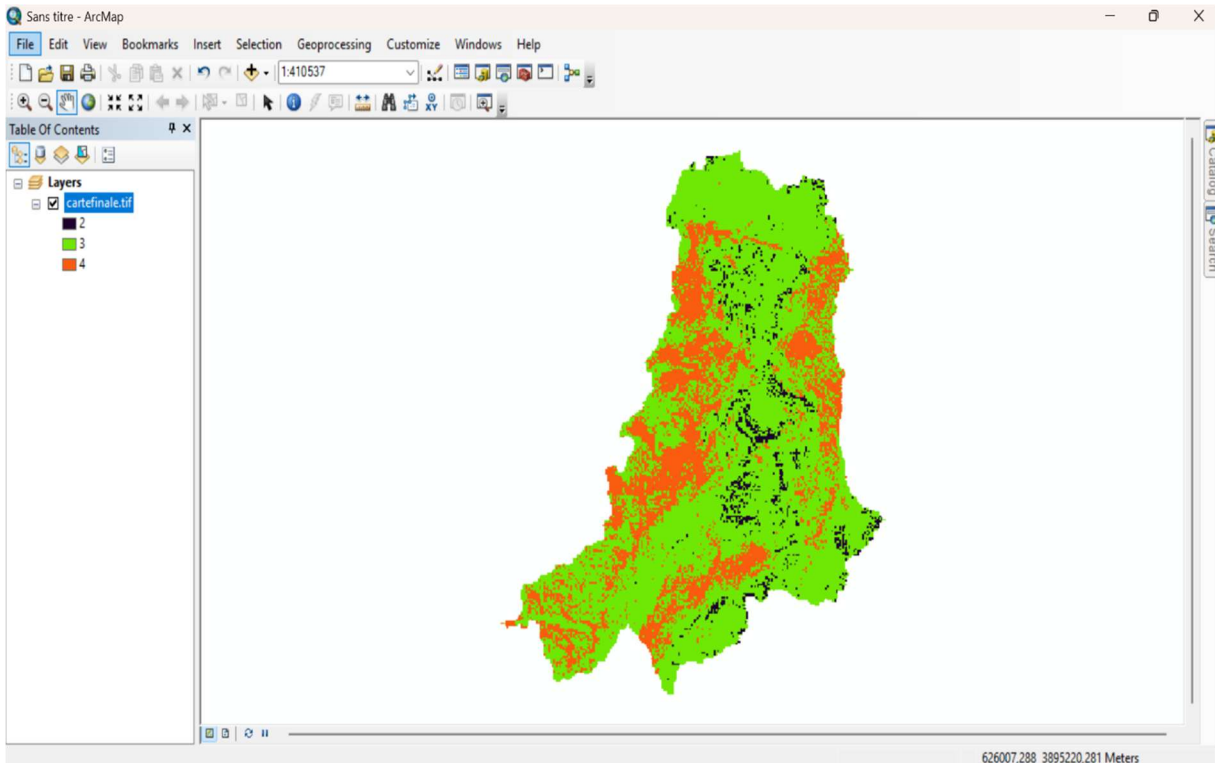 Sans titre - ArcMap
File Edit View Bookmarks Insert Selection Geoprocessing Customize Windows Help
1:410537
Table Of Contents
Layers
cartefinale.tif
2
3
4
Catalog
Search
626007,288 3895220,281 Meters